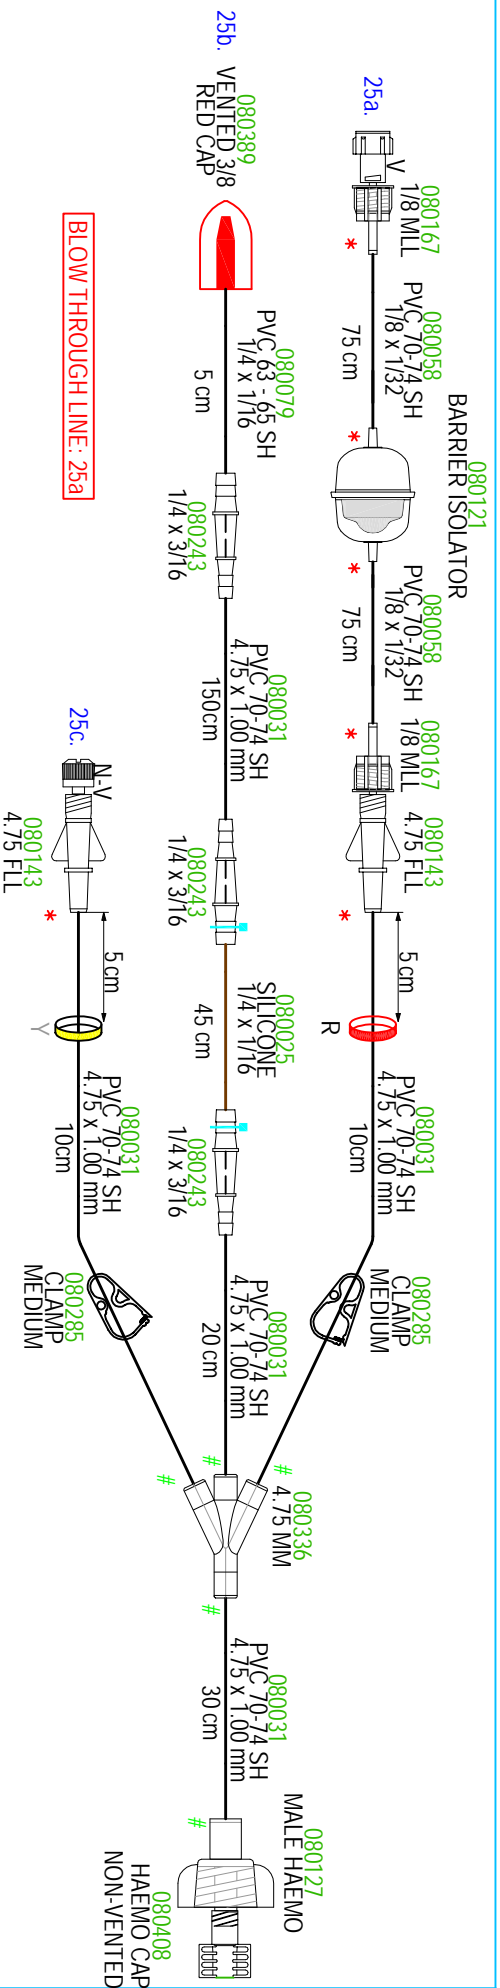 25a.
V
080167
1/8 MLL
*
080058
PVC 70-74 SH
1/8 x 1/32
75 cm
*
080121
BARRIER ISOLATOR
*
080058
PVC 70-74 SH
1/8 x 1/32
75 cm
*
080167
1/8 MLL
080143
4.75 FLL
*
5 cm
R
080031
PVC 70-74 SH
4.75 x 1.00 mm
10cm
080285
CLAMP
MEDIUM
25b.
080389
VENTED 3/8
RED CAP
080079
PVC 63 - 65 SH
1/4 x 1/16
5 cm
080243
1/4 x 3/16
080031
PVC 70-74 SH
4.75 x 1.00 mm
150cm
080243
1/4 x 3/16
080025
SILICONE
1/4 x 1/16
45 cm
080243
1/4 x 3/16
080031
PVC 70-74 SH
4.75 x 1.00 mm
20 cm
#
#
#
080336
4.75 MM
#
080031
PVC 70-74 SH
4.75 x 1.00 mm
30 cm
#
080127
MALE HAEMO
080408
HAEMO CAP
NON-VENTED
BLOW THROUGH LINE: 25a
25c.
N-V
080143
4.75 FLL
*
5 cm
Y
080031
PVC 70-74 SH
4.75 x 1.00 mm
10cm
080285
CLAMP
MEDIUM